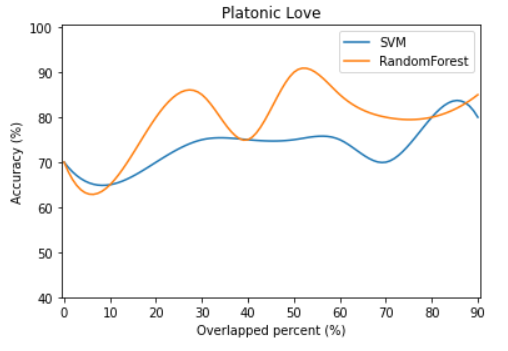 Platonic Love
100
90
80
70
60
50
40
Accuracy (%)
SVM
RandomForest
0 10 20 30 40 50 60 70 80 90
Overlapped percent (%)